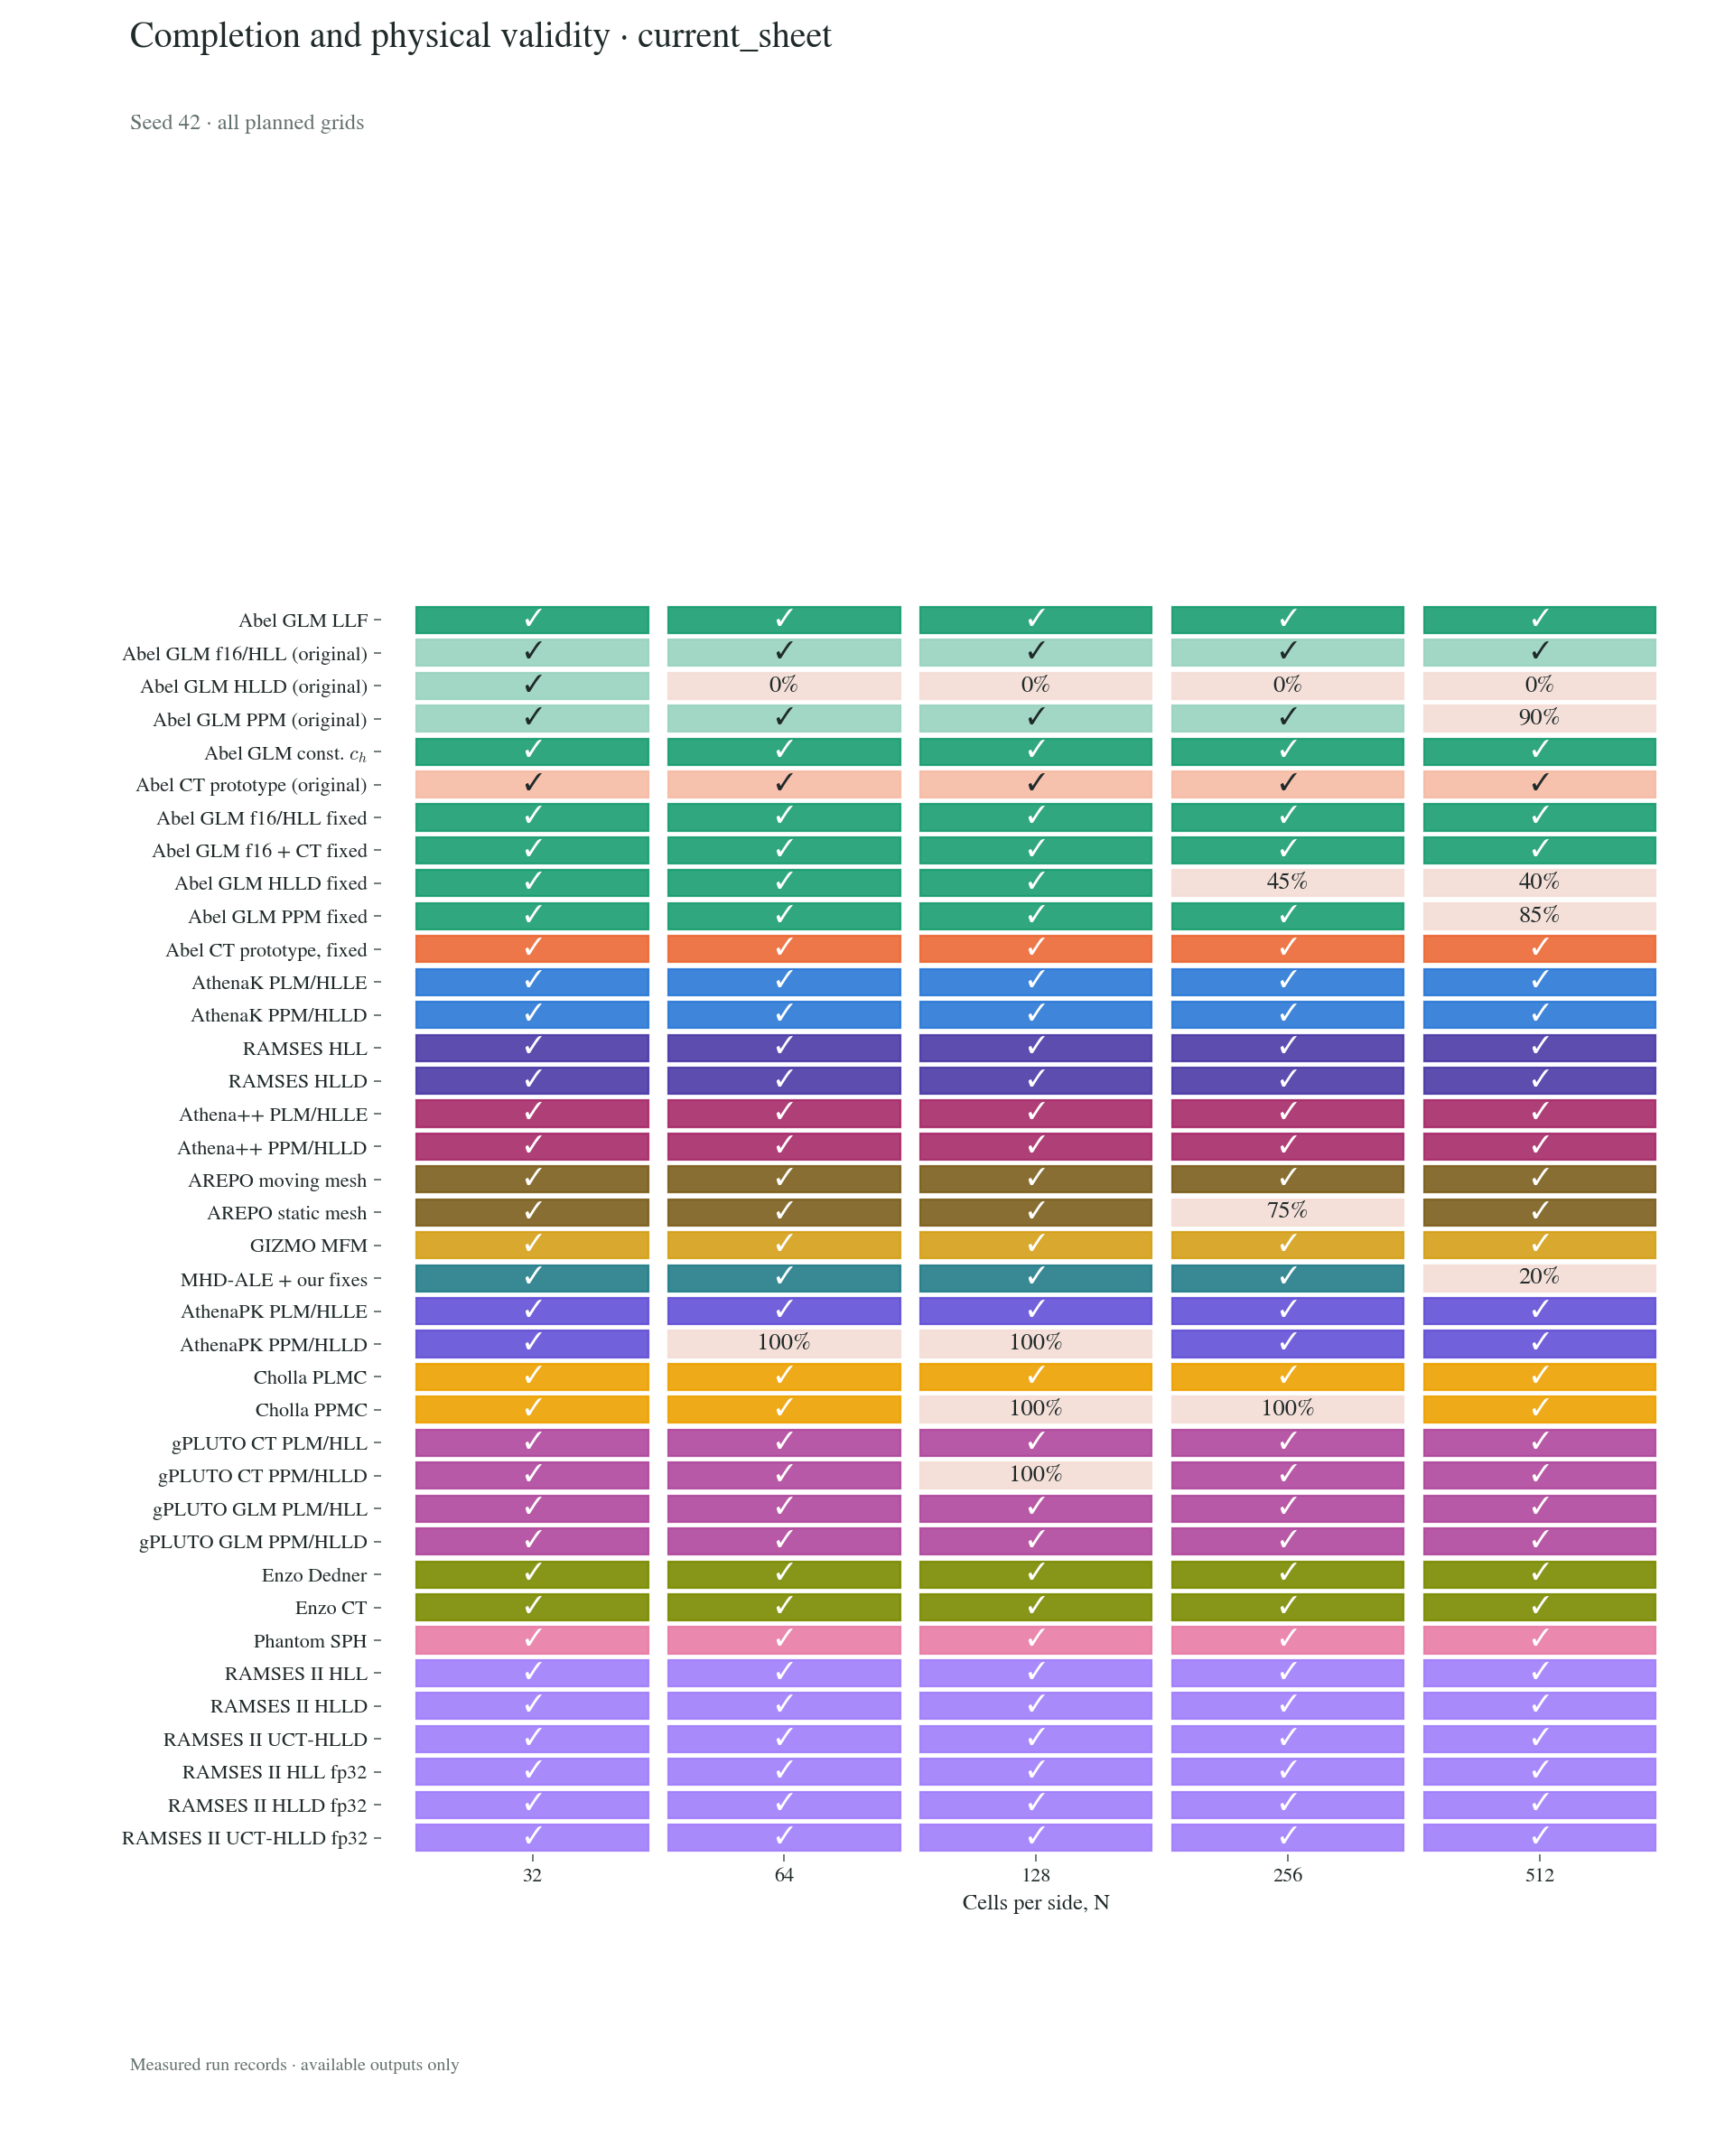 Completion and physical validity · current_sheet
Seed 42 · all planned grids
Abel GLM LLF ✓ ✓ ✓ ✓ ✓
Abel GLM f16/HLL (original) ✓ ✓ ✓ ✓ ✓
Abel GLM HLLD (original) ✓ 0% 0% 0% 0%
Abel GLM PPM (original) ✓ ✓ ✓ ✓ 90%
Abel GLM const. cₕ ✓ ✓ ✓ ✓ ✓
Abel CT prototype (original) ✓ ✓ ✓ ✓ ✓
Abel GLM f16/HLL fixed ✓ ✓ ✓ ✓ ✓
Abel GLM f16 + CT fixed ✓ ✓ ✓ ✓ ✓
Abel GLM HLLD fixed ✓ ✓ ✓ 45% 40%
Abel GLM PPM fixed ✓ ✓ ✓ ✓ 85%
Abel CT prototype, fixed ✓ ✓ ✓ ✓ ✓
AthenaK PLM/HLLE ✓ ✓ ✓ ✓ ✓
AthenaK PPM/HLLD ✓ ✓ ✓ ✓ ✓
RAMSES HLL ✓ ✓ ✓ ✓ ✓
RAMSES HLLD ✓ ✓ ✓ ✓ ✓
Athena++ PLM/HLLE ✓ ✓ ✓ ✓ ✓
Athena++ PPM/HLLD ✓ ✓ ✓ ✓ ✓
AREPO moving mesh ✓ ✓ ✓ ✓ ✓
AREPO static mesh ✓ ✓ ✓ 75% ✓
GIZMO MFM ✓ ✓ ✓ ✓ ✓
MHD-ALE + our fixes ✓ ✓ ✓ ✓ 20%
AthenaPK PLM/HLLE ✓ ✓ ✓ ✓ ✓
AthenaPK PPM/HLLD ✓ 100% 100% ✓ ✓
Cholla PLMC ✓ ✓ ✓ ✓ ✓
Cholla PPMC ✓ ✓ 100% 100% ✓
gPLUTO CT PLM/HLL ✓ ✓ ✓ ✓ ✓
gPLUTO CT PPM/HLLD ✓ ✓ 100% ✓ ✓
gPLUTO GLM PLM/HLL ✓ ✓ ✓ ✓ ✓
gPLUTO GLM PPM/HLLD ✓ ✓ ✓ ✓ ✓
Enzo Dedner ✓ ✓ ✓ ✓ ✓
Enzo CT ✓ ✓ ✓ ✓ ✓
Phantom SPH ✓ ✓ ✓ ✓ ✓
RAMSES II HLL ✓ ✓ ✓ ✓ ✓
RAMSES II HLLD ✓ ✓ ✓ ✓ ✓
RAMSES II UCT-HLLD ✓ ✓ ✓ ✓ ✓
RAMSES II HLL fp32 ✓ ✓ ✓ ✓ ✓
RAMSES II HLLD fp32 ✓ ✓ ✓ ✓ ✓
RAMSES II UCT-HLLD fp32 ✓ ✓ ✓ ✓ ✓
32 64 128 256 512
Cells per side, N
Measured run records · available outputs only